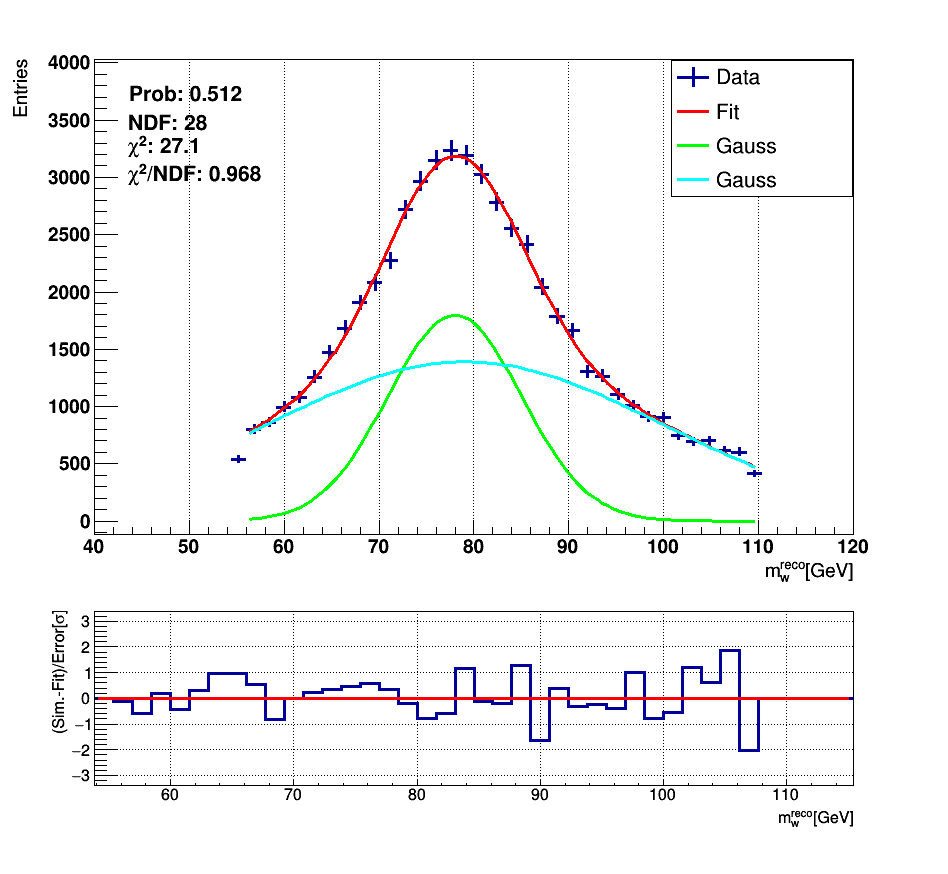 Entries
4000
3500
3000
2500
2000
1500
1000
500
0
40 50 60 70 80 90 100 110 120
m_w^reco[GeV]
Prob: 0.512
NDF: 28
χ²: 27.1
χ²/NDF: 0.968
Data
Fit
Gauss
Gauss
(Sim.-Fit)/Error[σ]
3
2
1
0
−1
−2
−3
60 70 80 90 100 110
m_w^reco[GeV]